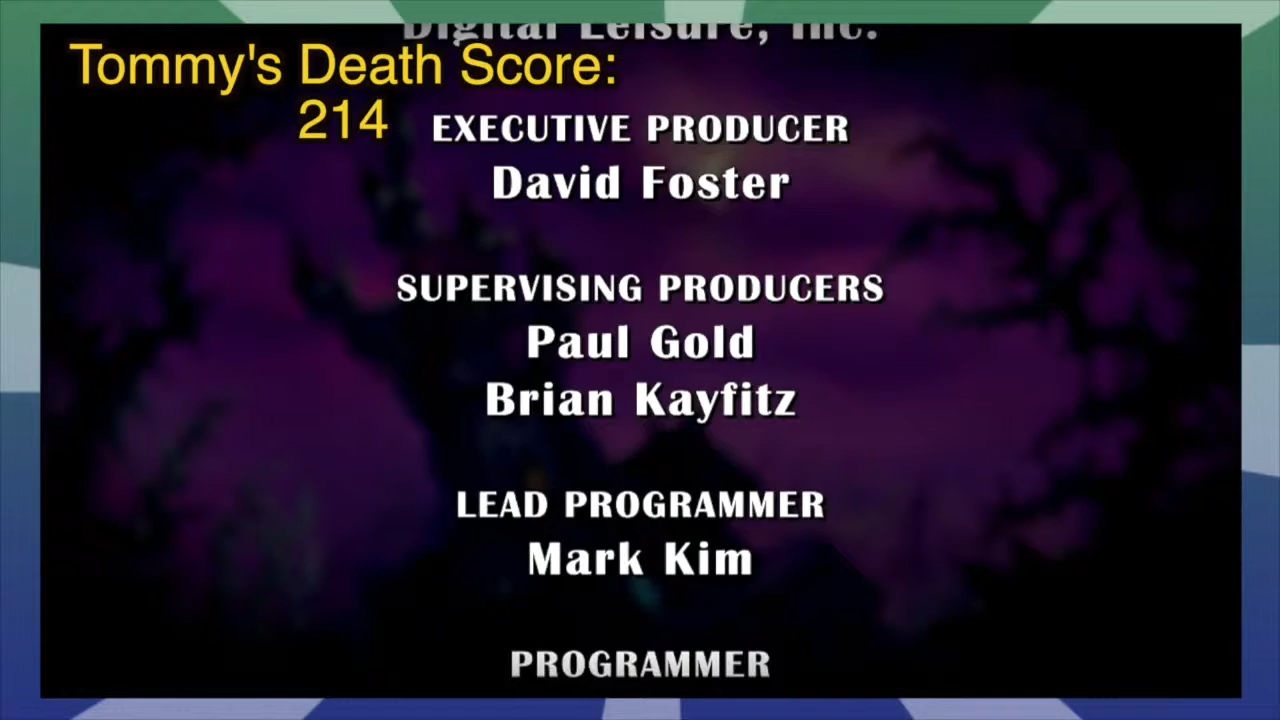 Digital Leisure, Inc.
Tommy's Death Score:
214
EXECUTIVE PRODUCER
David Foster
SUPERVISING PRODUCERS
Paul Gold
Brian Kayfitz
LEAD PROGRAMMER
Mark Kim
PROGRAMMER